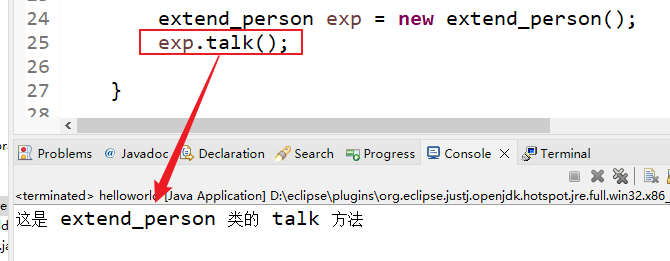 24 extend_person exp = new extend_person();
25 exp.talk();
26
27 }
28
Problems Javadoc Declaration Search Progress Console Terminal
<terminated> helloworld [Java Application] D:\eclipse\plugins\org.eclipse.justj.openjdk.hotspot.jre.full.win32.x86_
这是 extend_person 类的 talk 方法